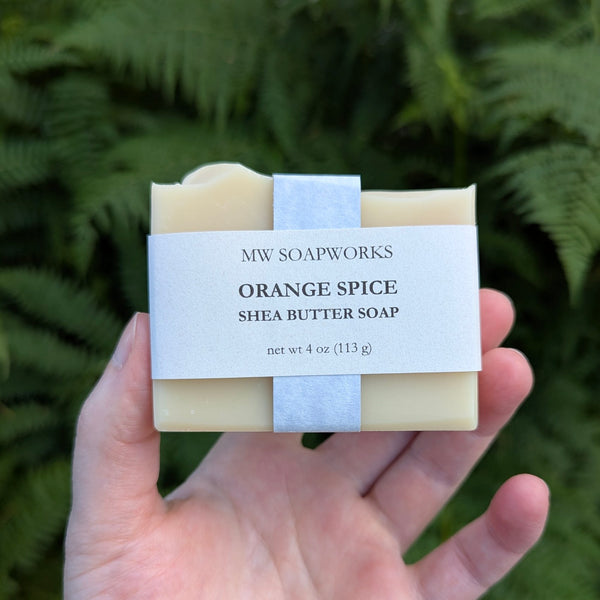 MW SOAPWORKS
ORANGE SPICE
SHEA BUTTER SOAP
net wt 4 oz (113 g)